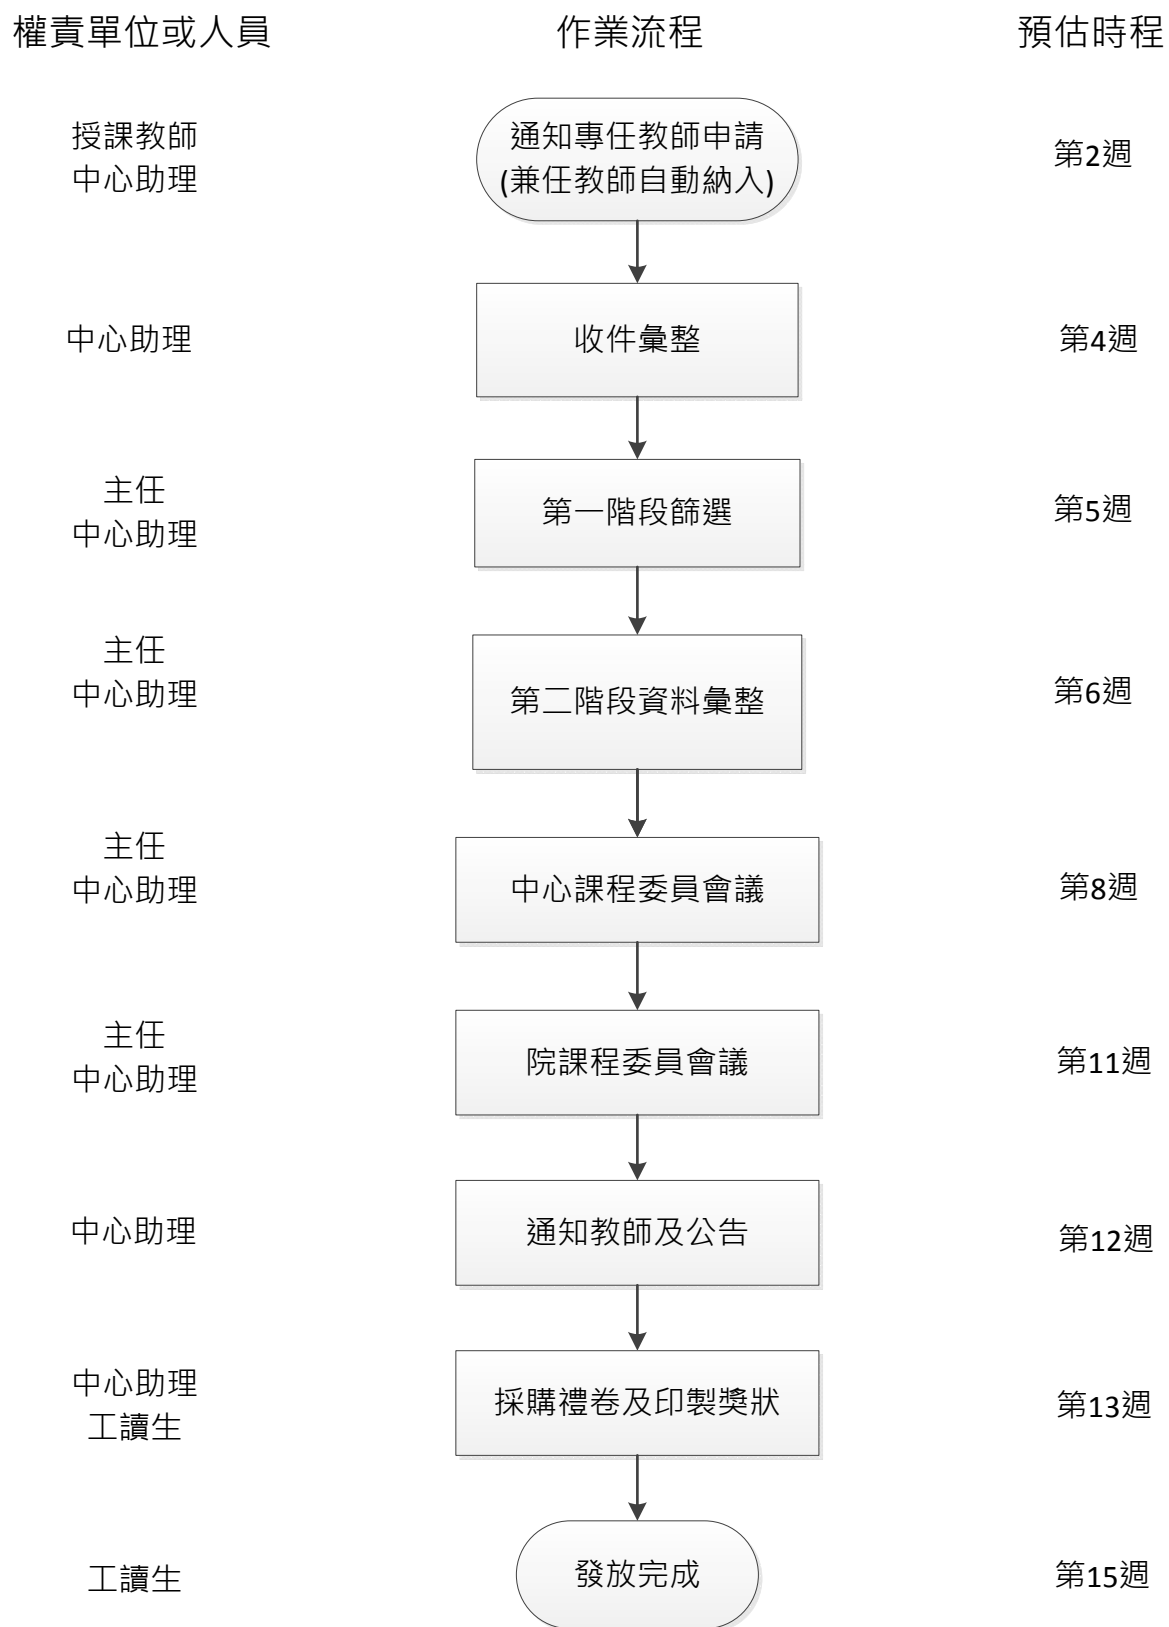 權責單位或人員 作業流程 預估時程
授課教師
中心助理
通知專任教師申請
(兼任教師自動納入)
第2週
中心助理
收件彙整
第4週
主任
中心助理
第一階段篩選
第5週
主任
中心助理
第二階段資料彙整
第6週
主任
中心助理
中心課程委員會議
第8週
主任
中心助理
院課程委員會議
第11週
中心助理
通知教師及公告
第12週
中心助理
工讀生
採購禮卷及印製獎狀
第13週
工讀生
發放完成
第15週